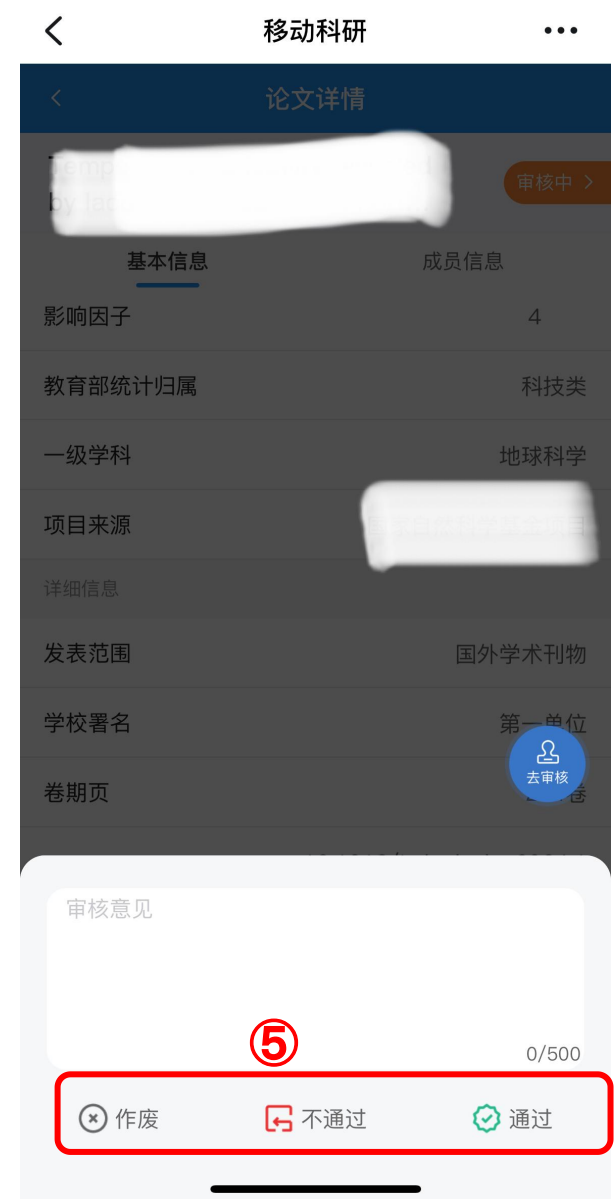 移动科研
论文详情
审核中
基本信息 成员信息
影响因子 4
教育部统计归属 科技类
一级学科 地球科学
项目来源
详细信息
发表范围 国外学术刊物
学校署名 第一单位
去审核
卷期页 卷
审核意见
⑤
0/500
作废 不通过 通过